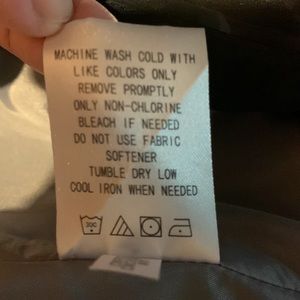 MACHINE WASH COLD WITH
LIKE COLORS ONLY
REMOVE PROMPTLY
ONLY NON-CHLORINE
BLEACH IF NEEDED
DO NOT USE FABRIC
SOFTENER
TUMBLE DRY LOW
COOL IRON WHEN NEEDED
30C